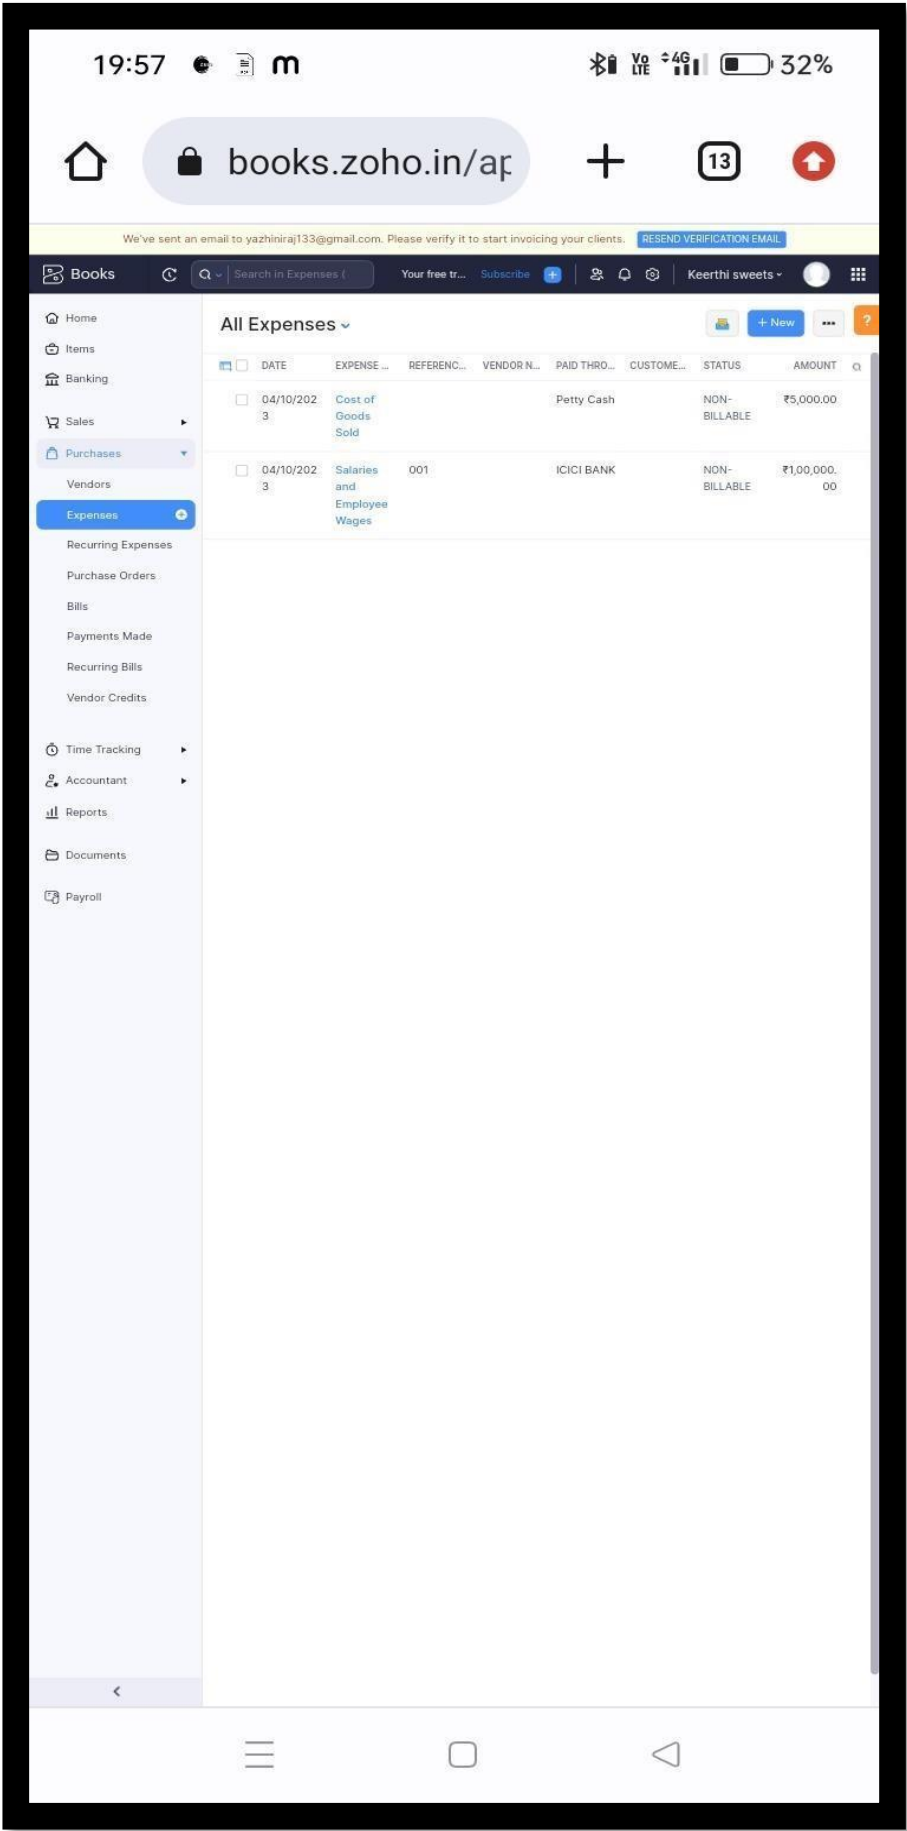 19:57 m Vo LTE 4G 32%
books.zoho.in/ap 13
We've sent an email to yazhiniraj133@gmail.com. Please verify it to start invoicing your clients. RESEND VERIFICATION EMAIL
Books Search in Expenses ( Your free tr... Subscribe + Keerthi sweets
Home
Items
Banking
Sales
Purchases
Vendors
Expenses
Recurring Expenses
Purchase Orders
Bills
Payments Made
Recurring Bills
Vendor Credits
Time Tracking
Accountant
Reports
Documents
Payroll
All Expenses + New ... ?
DATE EXPENSE ... REFERENC... VENDOR N... PAID THRO... CUSTOME... STATUS AMOUNT
04/10/202 Cost of Petty Cash NON- ₹5,000.00
3 Goods BILLABLE
Sold
04/10/202 Salaries 001 ICICI BANK NON- ₹1,00,000.
3 and BILLABLE 00
Employee
Wages